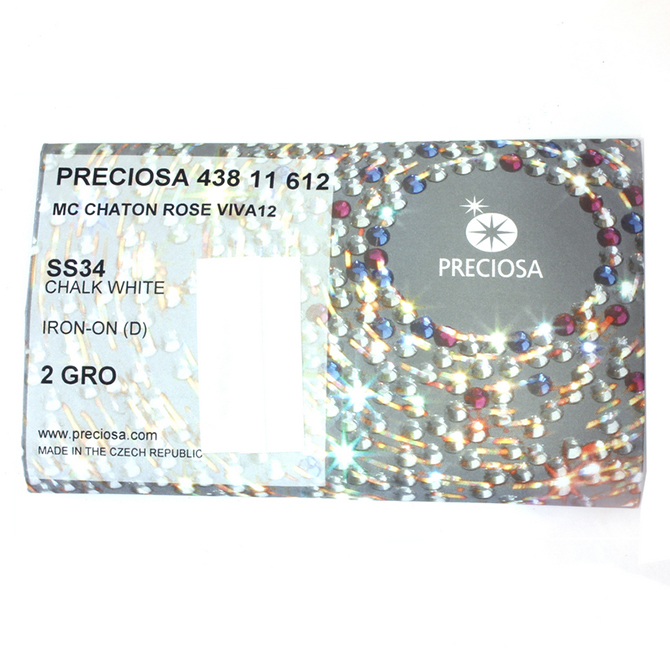 PRECIOSA 438 11 612
MC CHATON ROSE VIVA12
SS34
CHALK WHITE
IRON-ON (D)
2 GRO
www.preciosa.com
MADE IN THE CZECH REPUBLIC
PRECIOSA